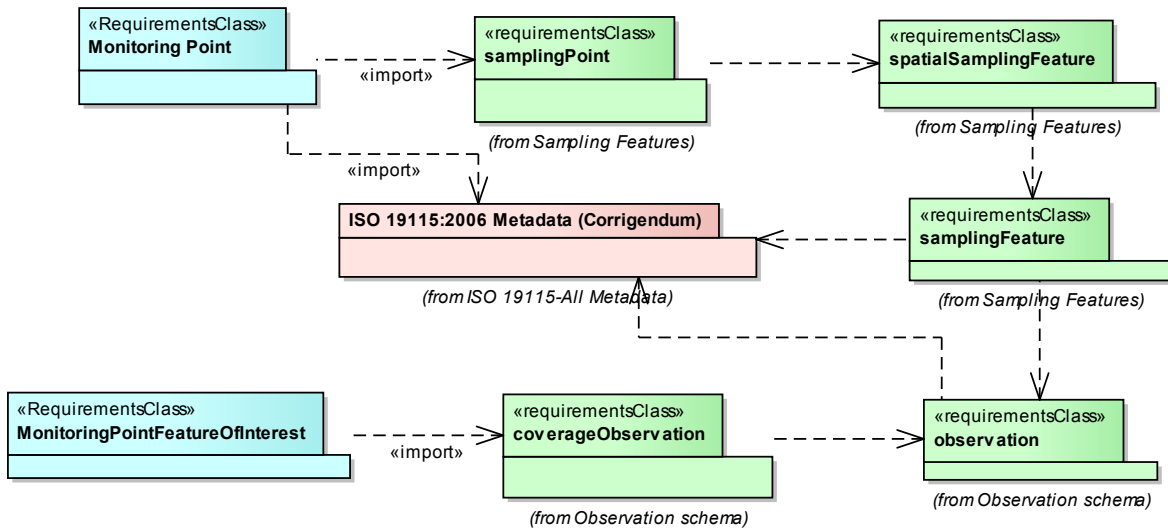 «RequirementsClass»
Monitoring Point
«import»
«requirementsClass»
samplingPoint
(from Sampling Features)
«requirementsClass»
spatialSamplingFeature
(from Sampling Features)
«import»
ISO 19115:2006 Metadata (Corrigendum)
(from ISO 19115-All Metadata)
«requirementsClass»
samplingFeature
(from Sampling Features)
«RequirementsClass»
MonitoringPointFeatureOfInterest
«import»
«requirementsClass»
coverageObservation
(from Observation schema)
«requirementsClass»
observation
(from Observation schema)